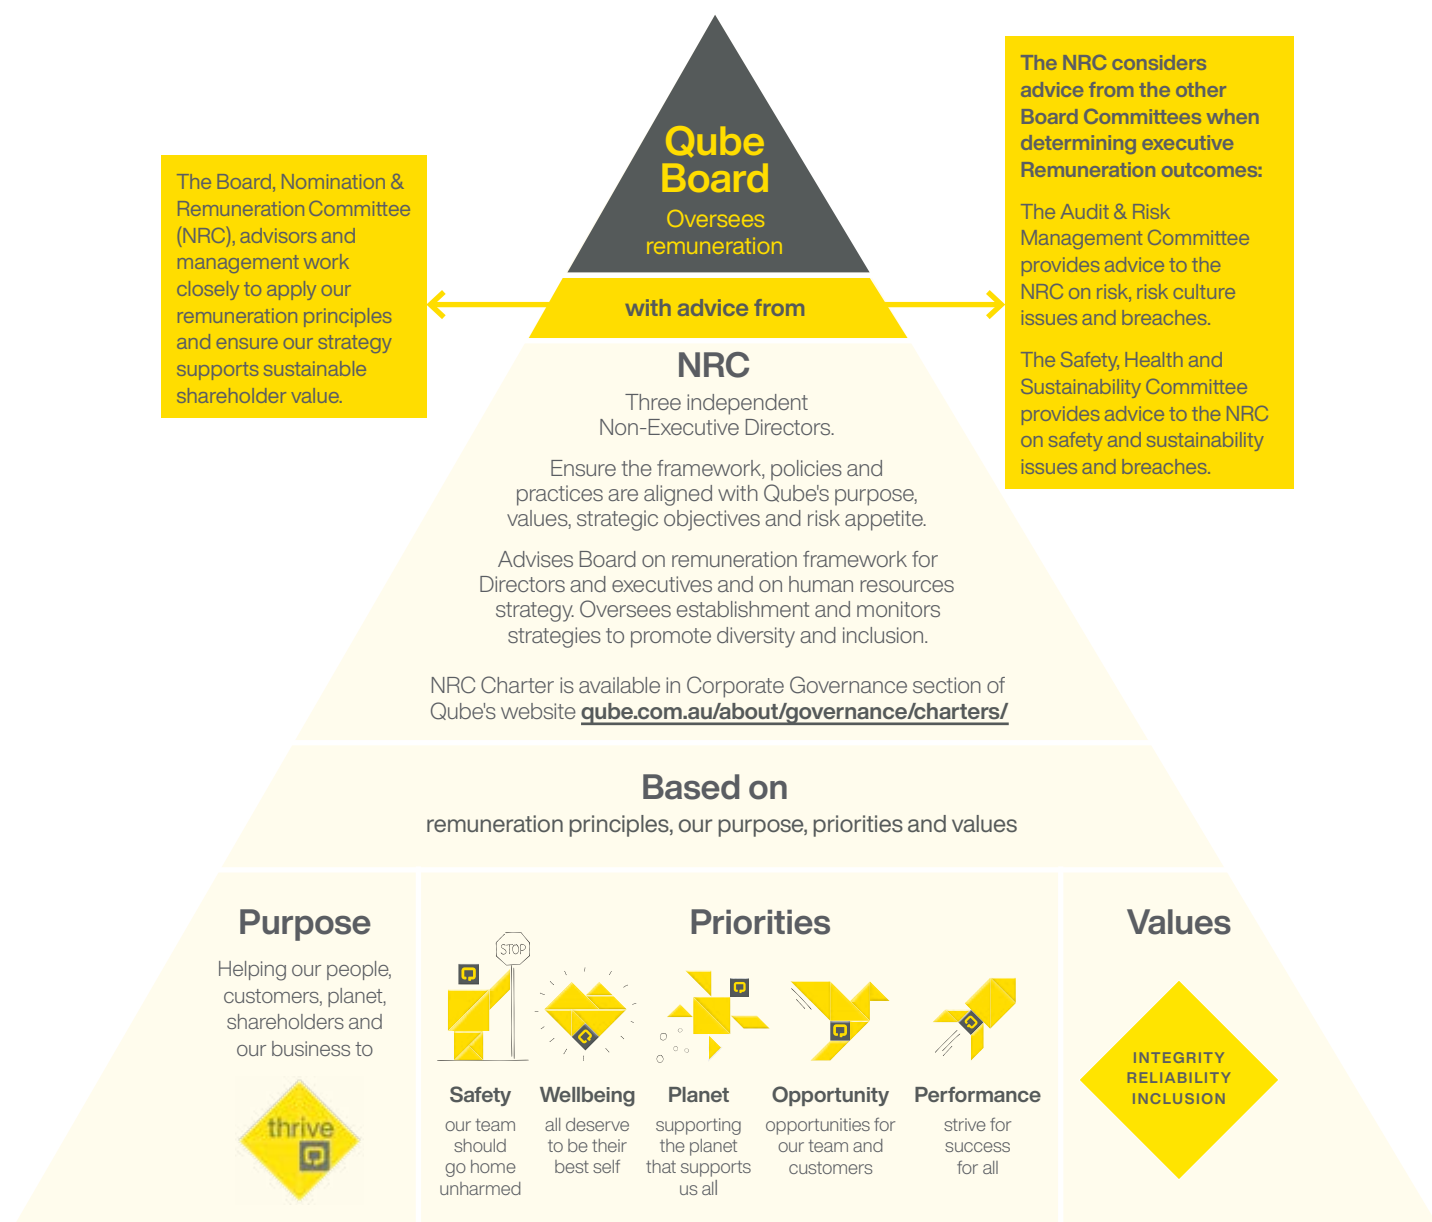 Qube
Board
Oversees
remuneration
The Board, Nomination &
Remuneration Committee
(NRC), advisors and
management work
closely to apply our
remuneration principles
and ensure our strategy
supports sustainable
shareholder value.
with advice from
The NRC considers
advice from the other
Board Committees when
determining executive
Remuneration outcomes:
The Audit & Risk
Management Committee
provides advice to the
NRC on risk, risk culture
issues and breaches.
The Safety, Health and
Sustainability Committee
provides advice to the NRC
on safety and sustainability
issues and breaches.
NRC
Three independent
Non-Executive Directors.
Ensure the framework, policies and
practices are aligned with Qube's purpose,
values, strategic objectives and risk appetite.
Advises Board on remuneration framework for
Directors and executives and on human resources
strategy. Oversees establishment and monitors
strategies to promote diversity and inclusion.
NRC Charter is available in Corporate Governance section of
Qube's website qube.com.au/about/governance/charters/
Based on
remuneration principles, our purpose, priorities and values
Purpose
Helping our people,
customers, planet,
shareholders and
our business to
thrive
Priorities
STOP
Safety
our team
should
go home
unharmed
Wellbeing
all deserve
to be their
best self
Planet
supporting
the planet
that supports
us all
Opportunity
opportunities for
our team and
customers
Performance
strive for
success
for all
Values
INTEGRITY
RELIABILITY
INCLUSION